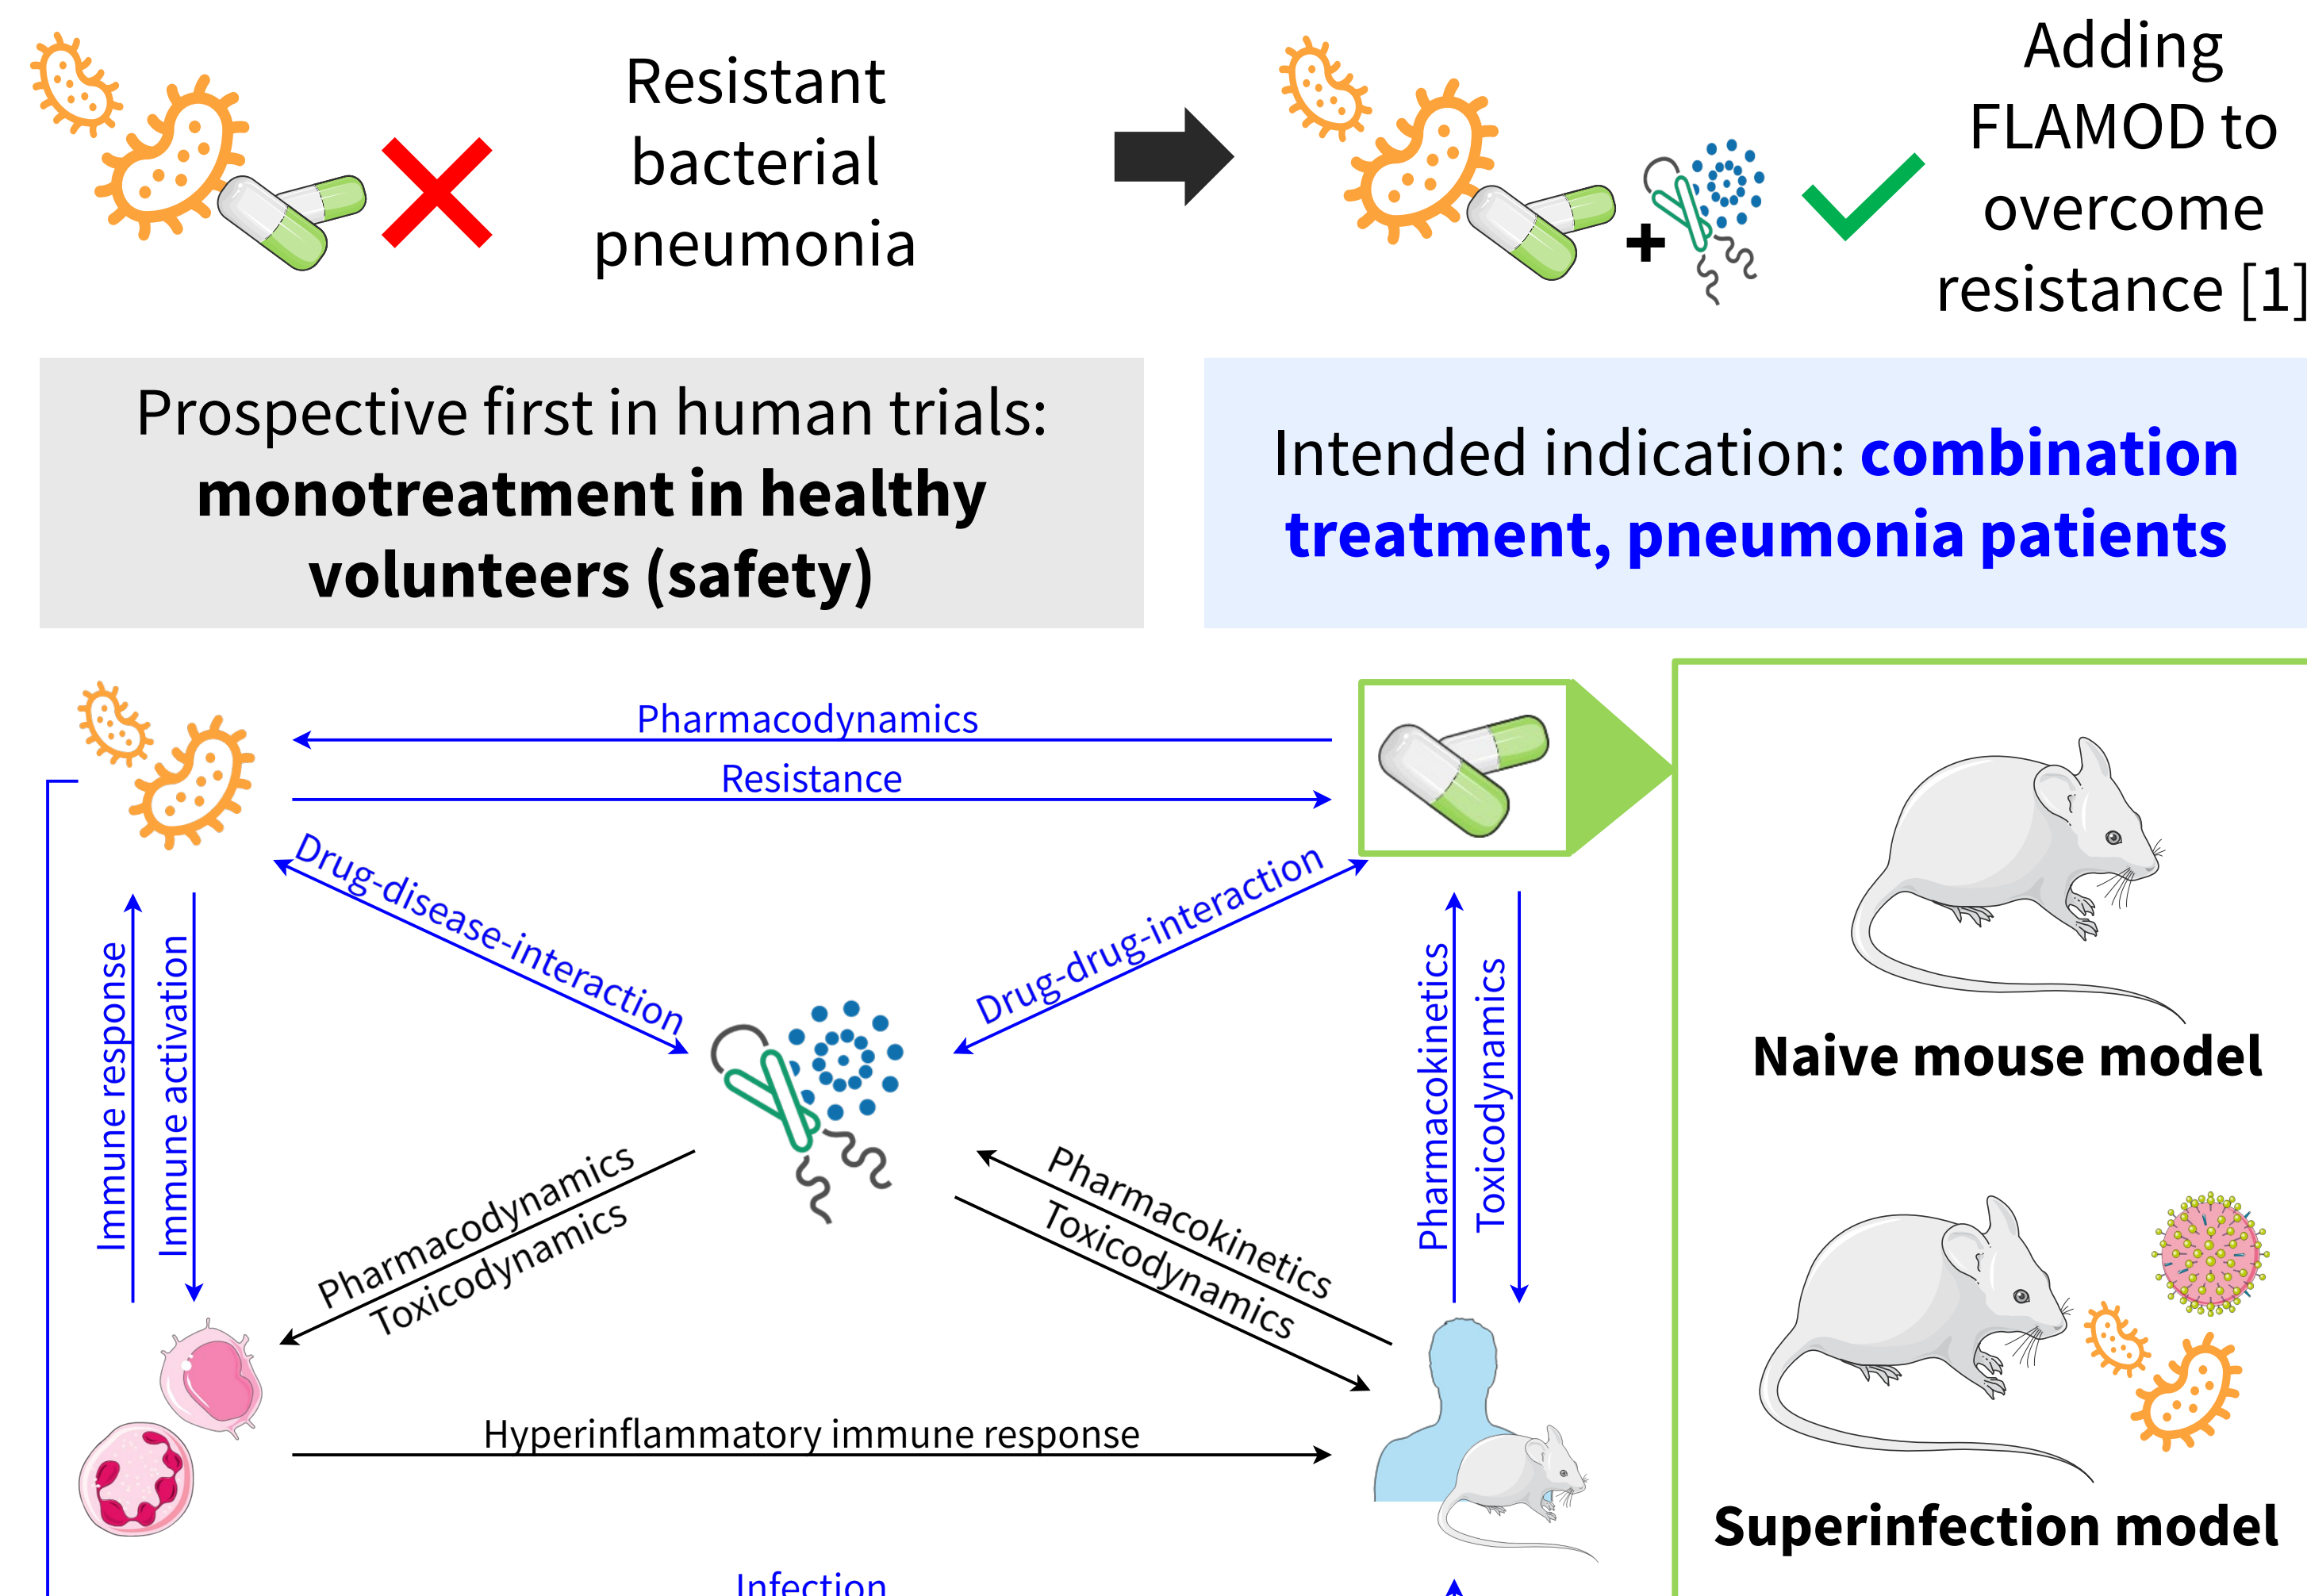 Resistant
bacterial
pneumonia
Adding
FLAMOD to
overcome
resistance [1]
Prospective first in human trials:
monotreatment in healthy
volunteers (safety)
Intended indication: combination
treatment, pneumonia patients
Pharmacodynamics
Resistance
Drug-disease-interaction
Drug-drug-interaction
Immune response
Immune activation
Pharmacokinetics
Toxicodynamics
Naive mouse model
Pharmacodynamics
Toxicodynamics
Pharmacokinetics
Toxicodynamics
Hyperinflammatory immune response
Superinfection model
Infection